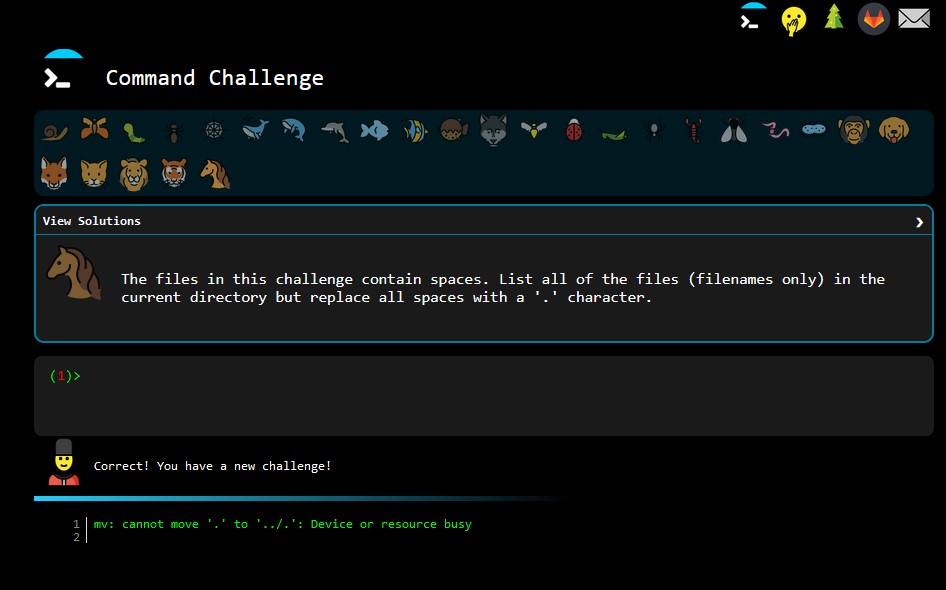 Command Challenge
View Solutions
The files in this challenge contain spaces. List all of the files (filenames only) in the
current directory but replace all spaces with a '.' character.
(1)>
Correct! You have a new challenge!
1 mv: cannot move '.' to '../.': Device or resource busy
2